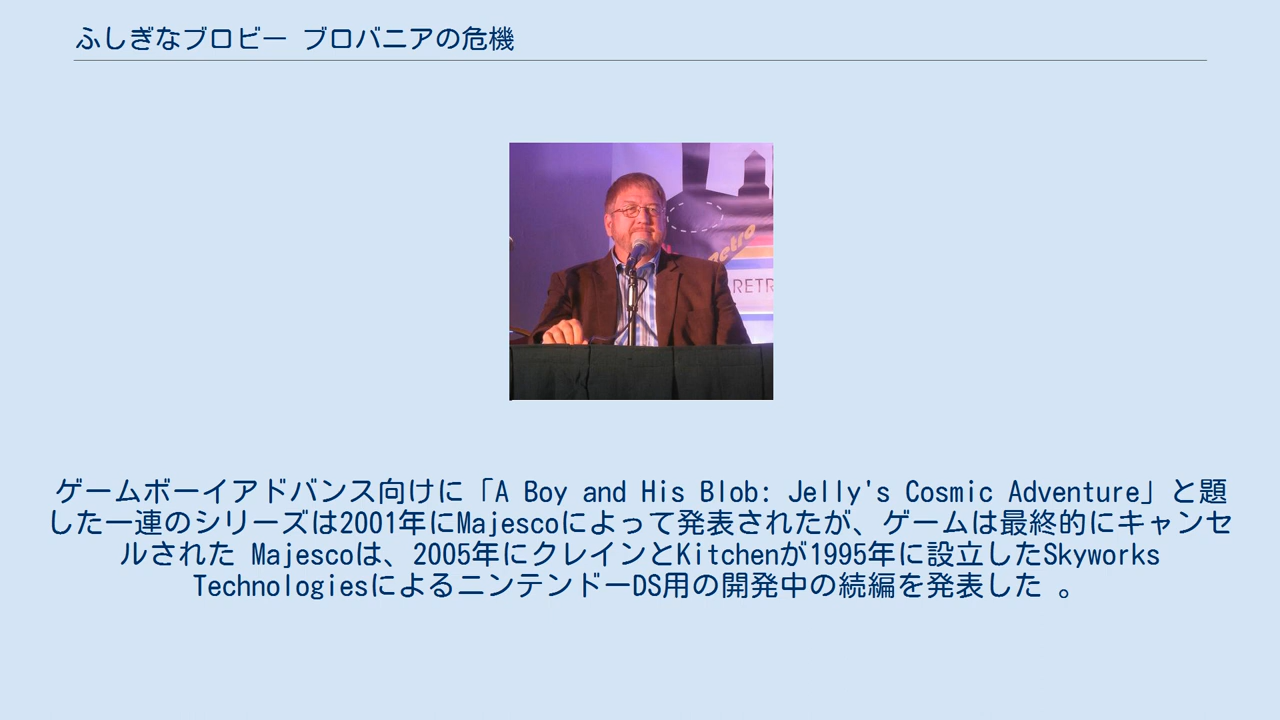 ふしぎなブロビー ブロバニアの危機
etro
RETR
ゲームボーイアドバンス向けに「A Boy and His Blob: Jelly's Cosmic Adventure」と題
した一連のシリーズは2001年にMajescoによって発表されたが、ゲームは最終的にキャンセ
ルされた Majescoは、2005年にクレインとKitchenが1995年に設立したSkyworks
TechnologiesによるニンテンドーDS用の開発中の続編を発表した 。